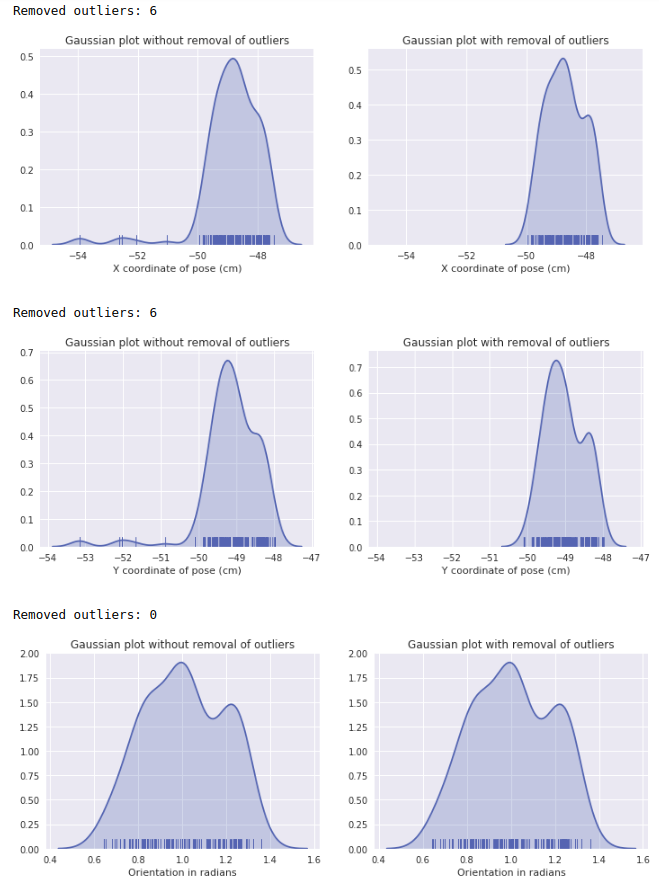 Removed outliers: 6
Gaussian plot without removal of outliers
0.5
0.4
0.3
0.2
0.1
0.0
−54 −52 −50 −48
X coordinate of pose (cm)
Gaussian plot with removal of outliers
0.5
0.4
0.3
0.2
0.1
0.0
−54 −52 −50 −48
X coordinate of pose (cm)
Removed outliers: 6
Gaussian plot without removal of outliers
0.7
0.6
0.5
0.4
0.3
0.2
0.1
0.0
−54 −53 −52 −51 −50 −49 −48 −47
Y coordinate of pose (cm)
Gaussian plot with removal of outliers
0.7
0.6
0.5
0.4
0.3
0.2
0.1
0.0
−54 −53 −52 −51 −50 −49 −48 −47
Y coordinate of pose (cm)
Removed outliers: 0
Gaussian plot without removal of outliers
2.00
1.75
1.50
1.25
1.00
0.75
0.50
0.25
0.00
0.4 0.6 0.8 1.0 1.2 1.4 1.6
Orientation in radians
Gaussian plot with removal of outliers
2.00
1.75
1.50
1.25
1.00
0.75
0.50
0.25
0.00
0.4 0.6 0.8 1.0 1.2 1.4 1.6
Orientation in radians